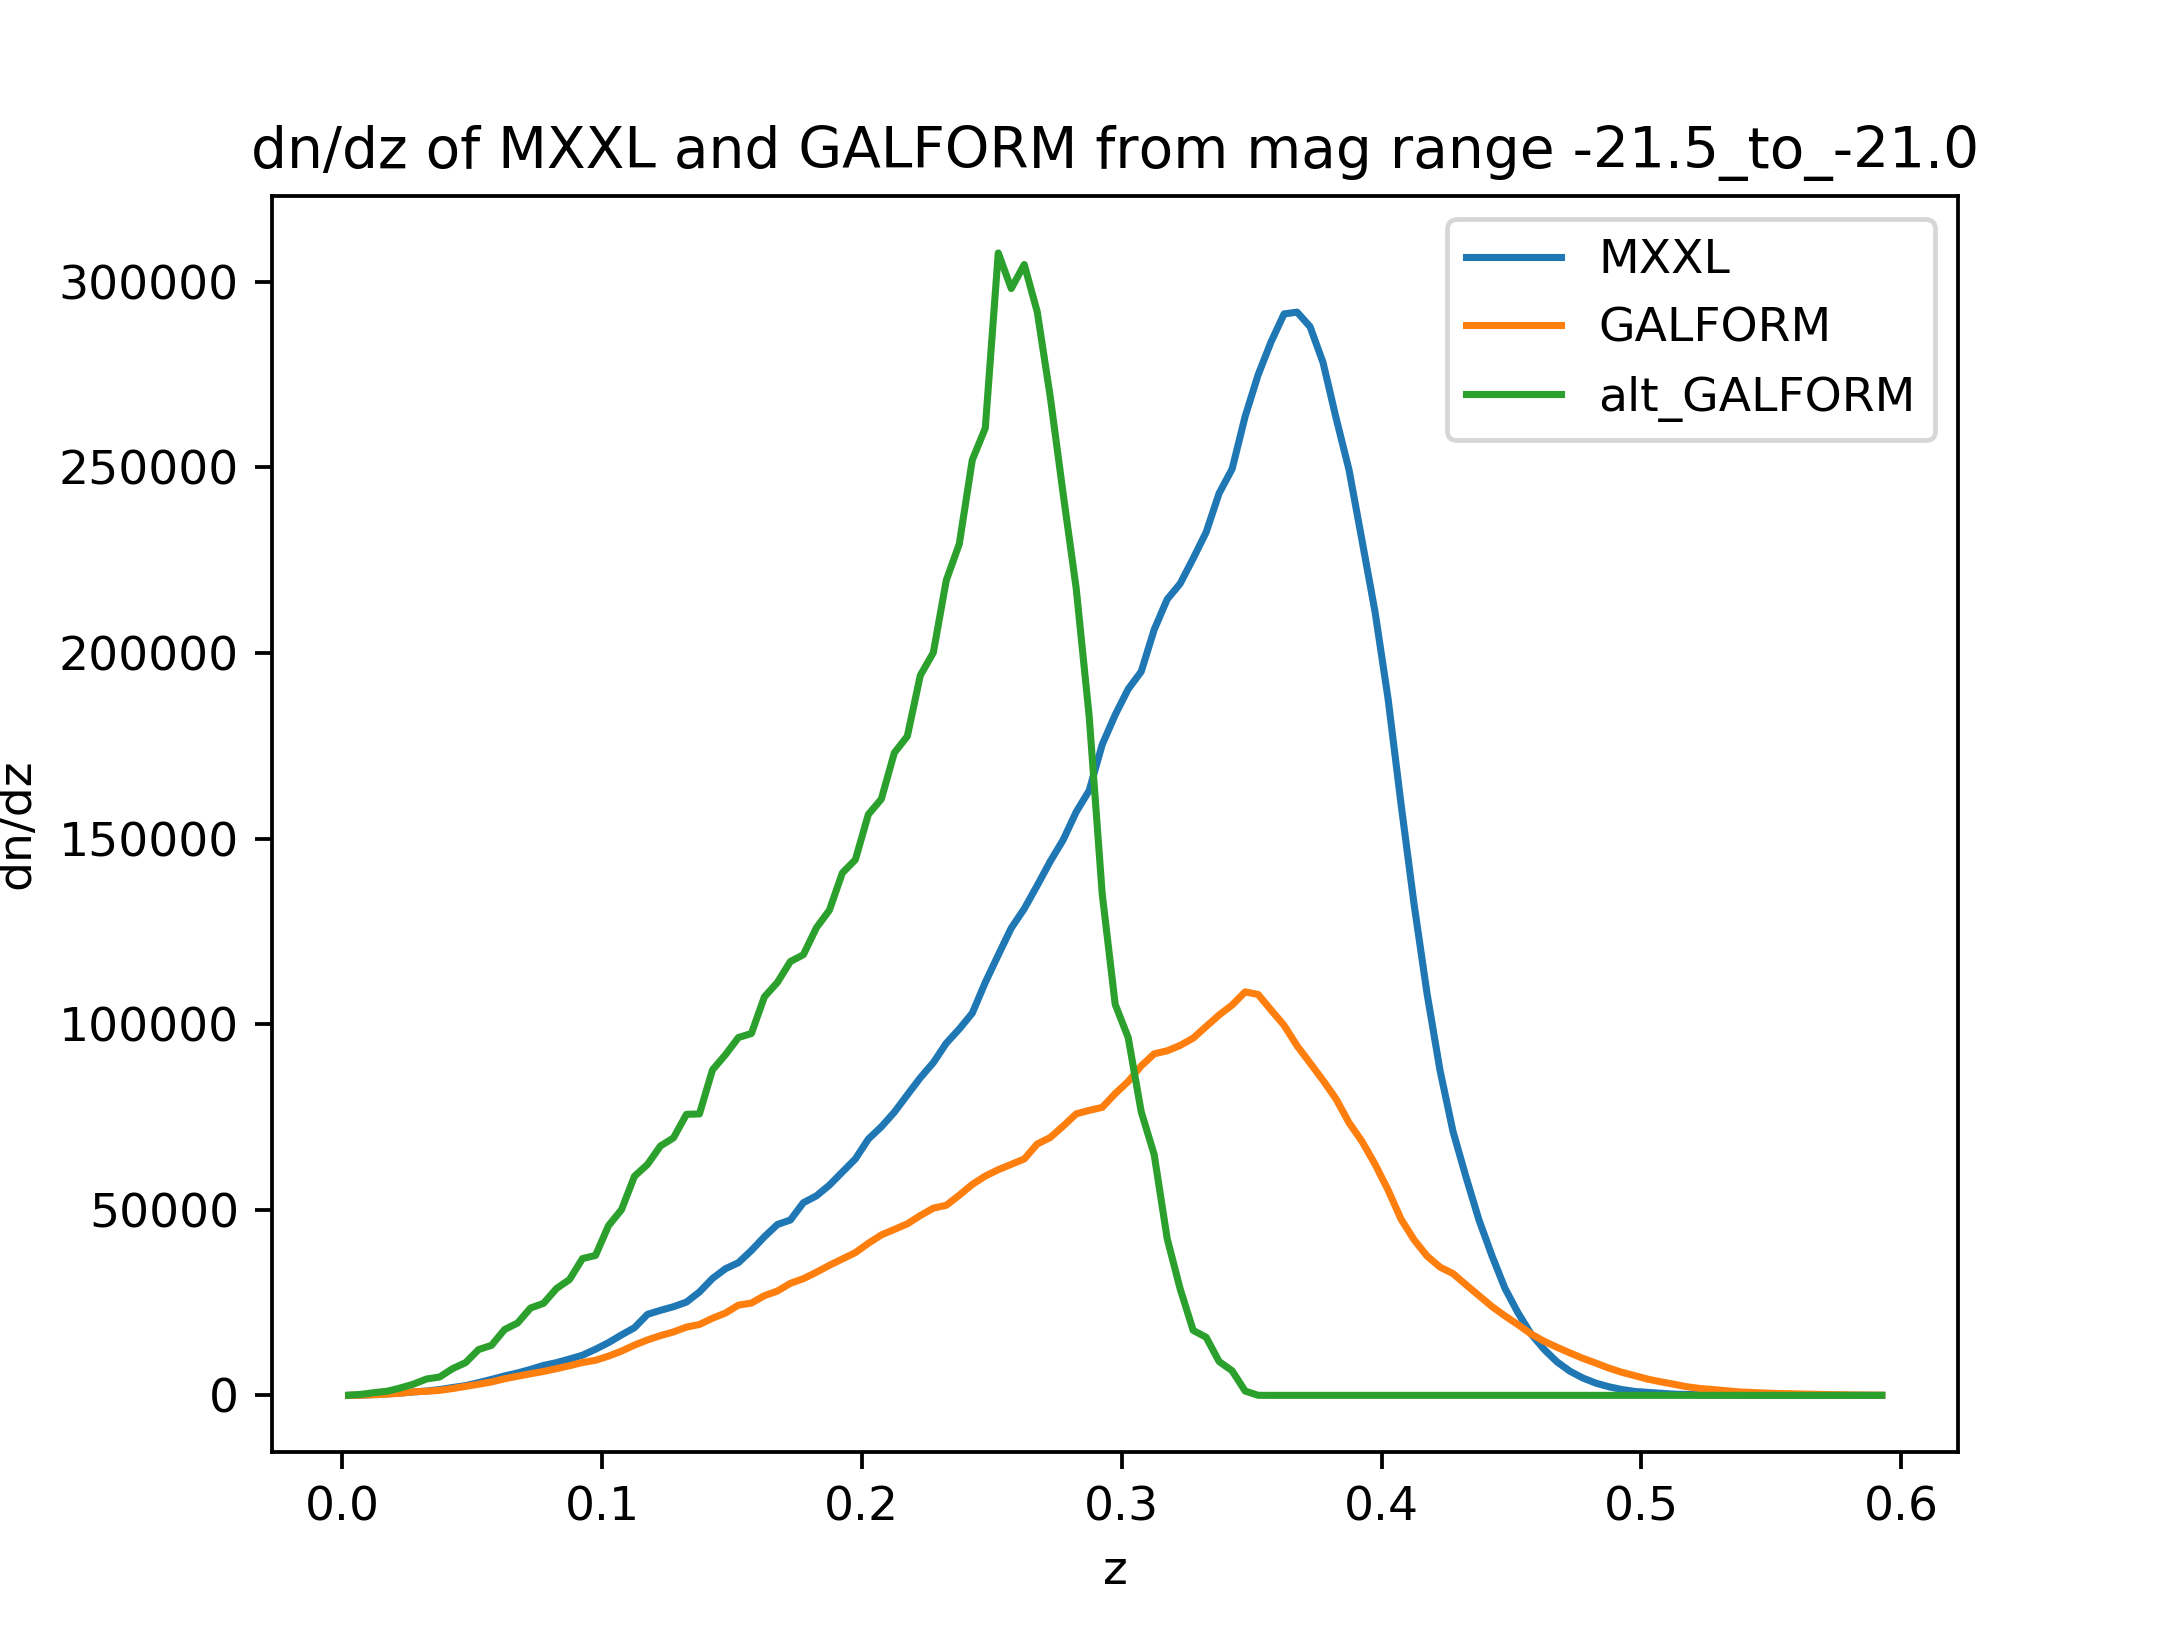 dn/dz of MXXL and GALFORM from mag range -21.5_to_-21.0
MXXL
GALFORM
alt_GALFORM
300000
250000
200000
150000
100000
50000
0
dn/dz
0.0 0.1 0.2 0.3 0.4 0.5 0.6
z